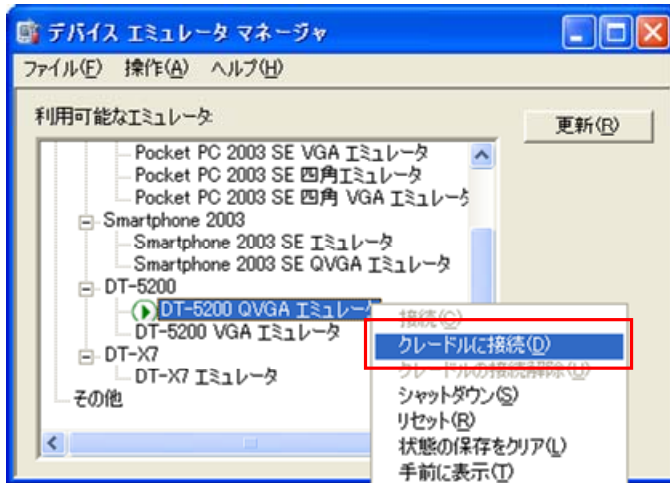 デバイス エミュレータ マネージャ
ファイル(F) 操作(A) ヘルプ(H)
利用可能なエミュレータ:
更新(R)
Pocket PC 2003 SE VGA エミュレータ
Pocket PC 2003 SE 四角エミュレータ
Pocket PC 2003 SE 四角 VGA エミュレータ
Smartphone 2003
Smartphone 2003 SE エミュレータ
Smartphone 2003 SE QVGA エミュレータ
DT-5200
DT-5200 QVGA エミュレータ
DT-5200 VGA エミュレータ
DT-X7
DT-X7 エミュレータ
その他
接続(C)
クレードルに接続(D)
クレードルの接続解除(U)
シャットダウン(S)
リセット(R)
状態の保存をクリア(L)
手前に表示(T)